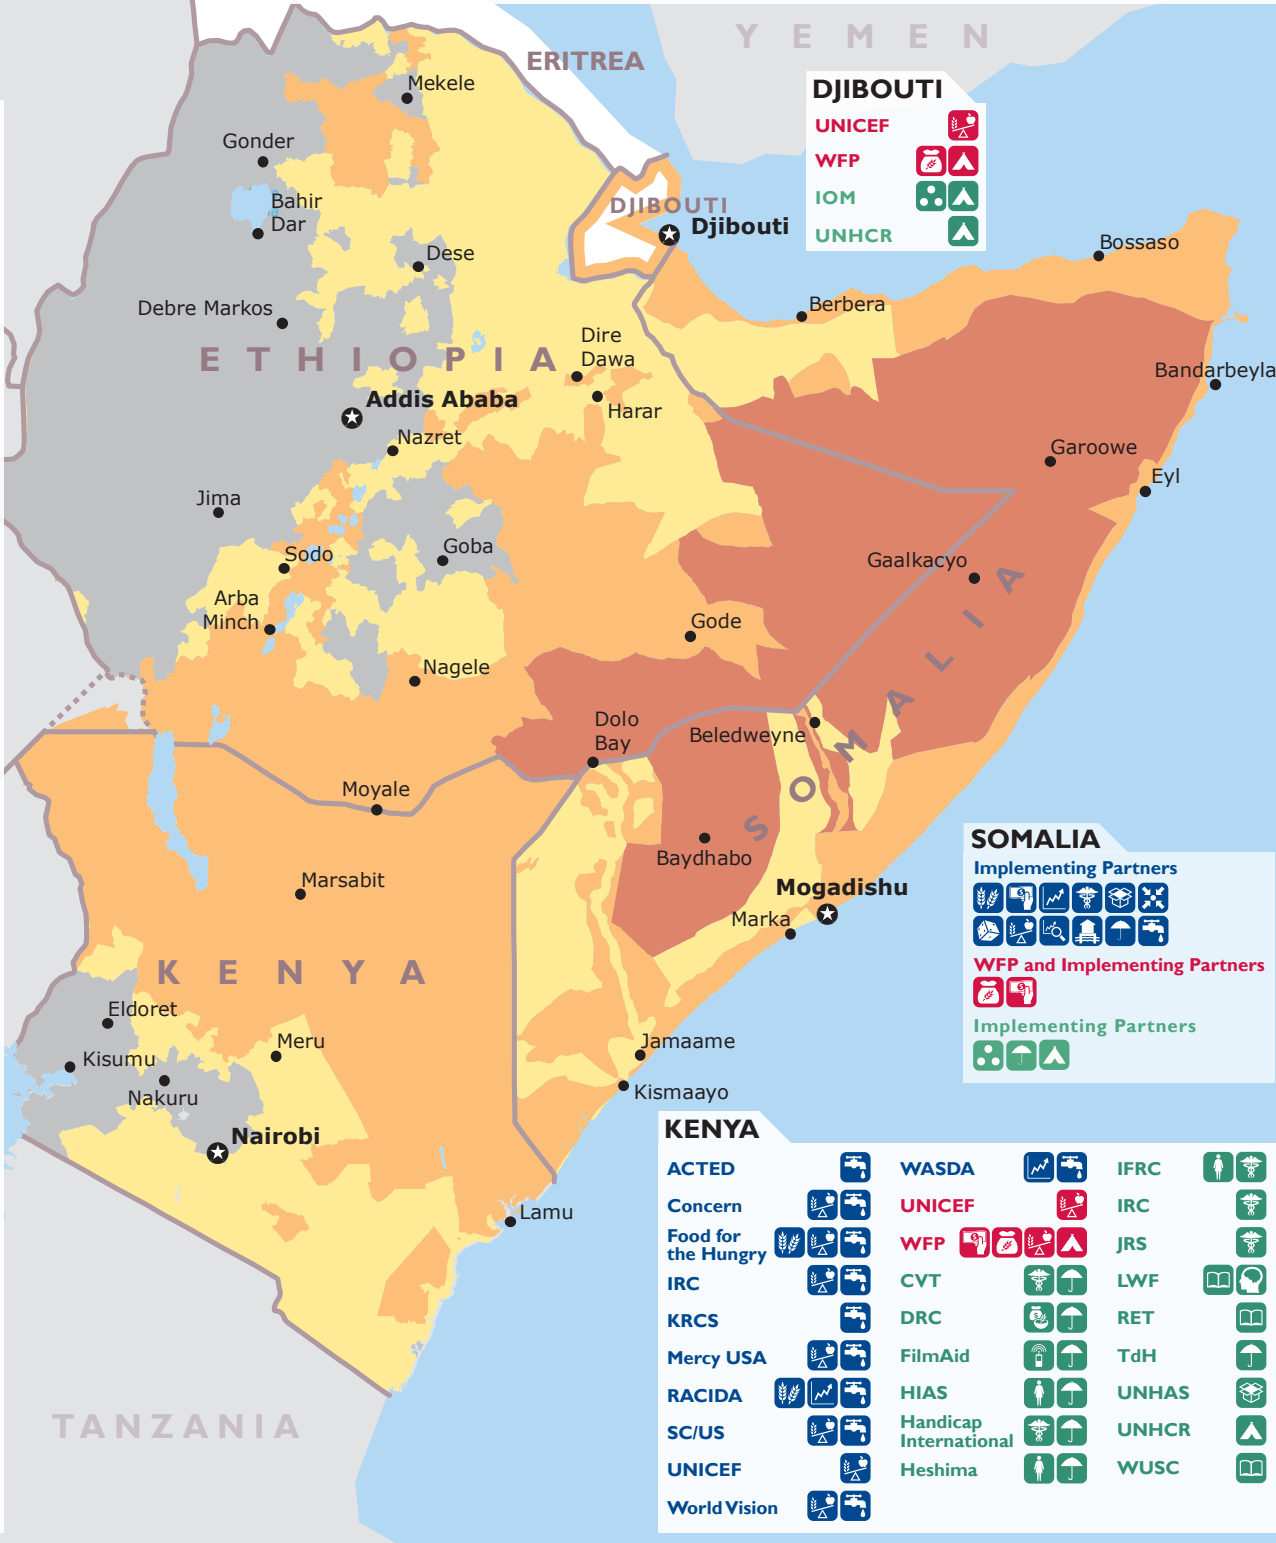 YEMEN
ERITREA
DJIBOUTI
UNICEF
WFP
IOM
UNHCR
Mekele
Gonder
Bahir
Dar
DJIBOUTI
Djibouti
Dese
Bossaso
Debre Markos
Berbera
ETHIOPIA
Dire
Dawa
Bandarbeyla
Addis Ababa
Harar
Nazret
Garoowe
Eyl
Jima
Goba
Sodo
Gaalkacyo
Arba
Minch
Gode
Nagele
SOMALIA
Dolo
Bay
Beledweyne
Moyale
Baydhabo
Marsabit
Mogadishu
Marka
KENYA
Eldoret
Meru
Jamaame
Kisumu
Nakuru
Kismaayo
Nairobi
Lamu
TANZANIA
SOMALIA
Implementing Partners
WFP and Implementing Partners
Implementing Partners
KENYA
ACTED
Concern
Food for
the Hungry
IRC
KRCS
Mercy USA
RACIDA
SC/US
UNICEF
World Vision
WASDA
UNICEF
WFP
CVT
DRC
FilmAid
HIAS
Handicap
International
Heshima
IFRC
IRC
JRS
LWF
RET
TdH
UNHAS
UNHCR
WUSC